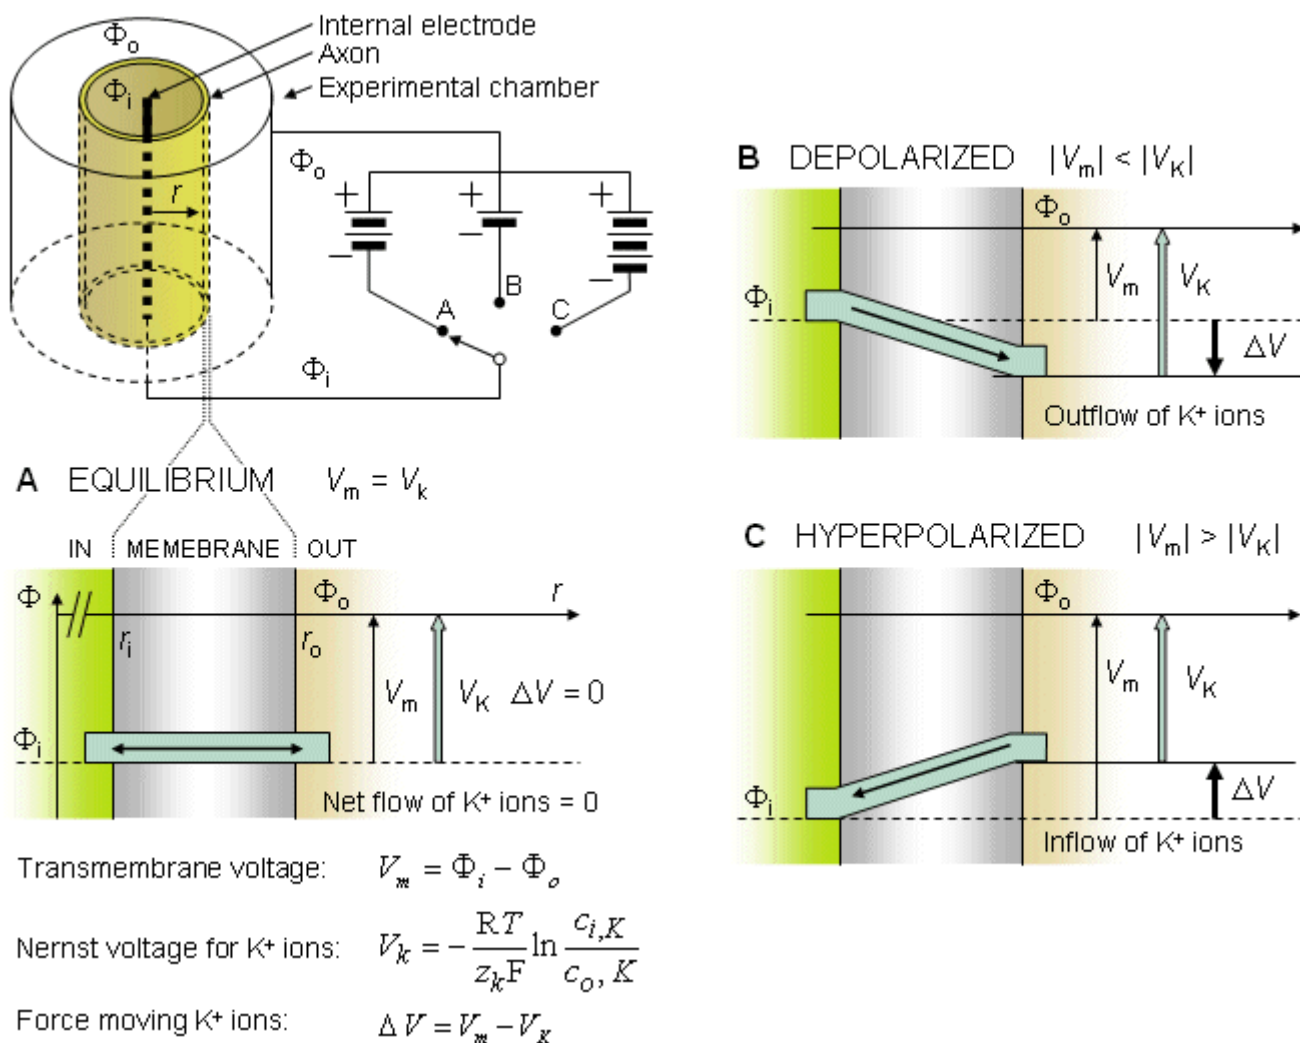 Φo
Internal electrode
Axon
Φi
Experimental chamber
Φo
r
+
+
+
−
−
−
A
B
C
Φi
A EQUILIBRIUM Vm = Vk
IN MEMEBRANE OUT
Φ
Φo
r
ri
ro
Vm
VK
ΔV = 0
Φi
Net flow of K+ ions = 0
Transmembrane voltage: Vm = Φi − Φo
Nernst voltage for K+ ions: Vk = − RT / zkF ln ci,K / co, K
Force moving K+ ions: ΔV = Vm − VK
B DEPOLARIZED |Vm| < |VK|
Φo
Vm
VK
Φi
ΔV
Outflow of K+ ions
C HYPERPOLARIZED |Vm| > |VK|
Φo
Vm
VK
Φi
ΔV
Inflow of K+ ions